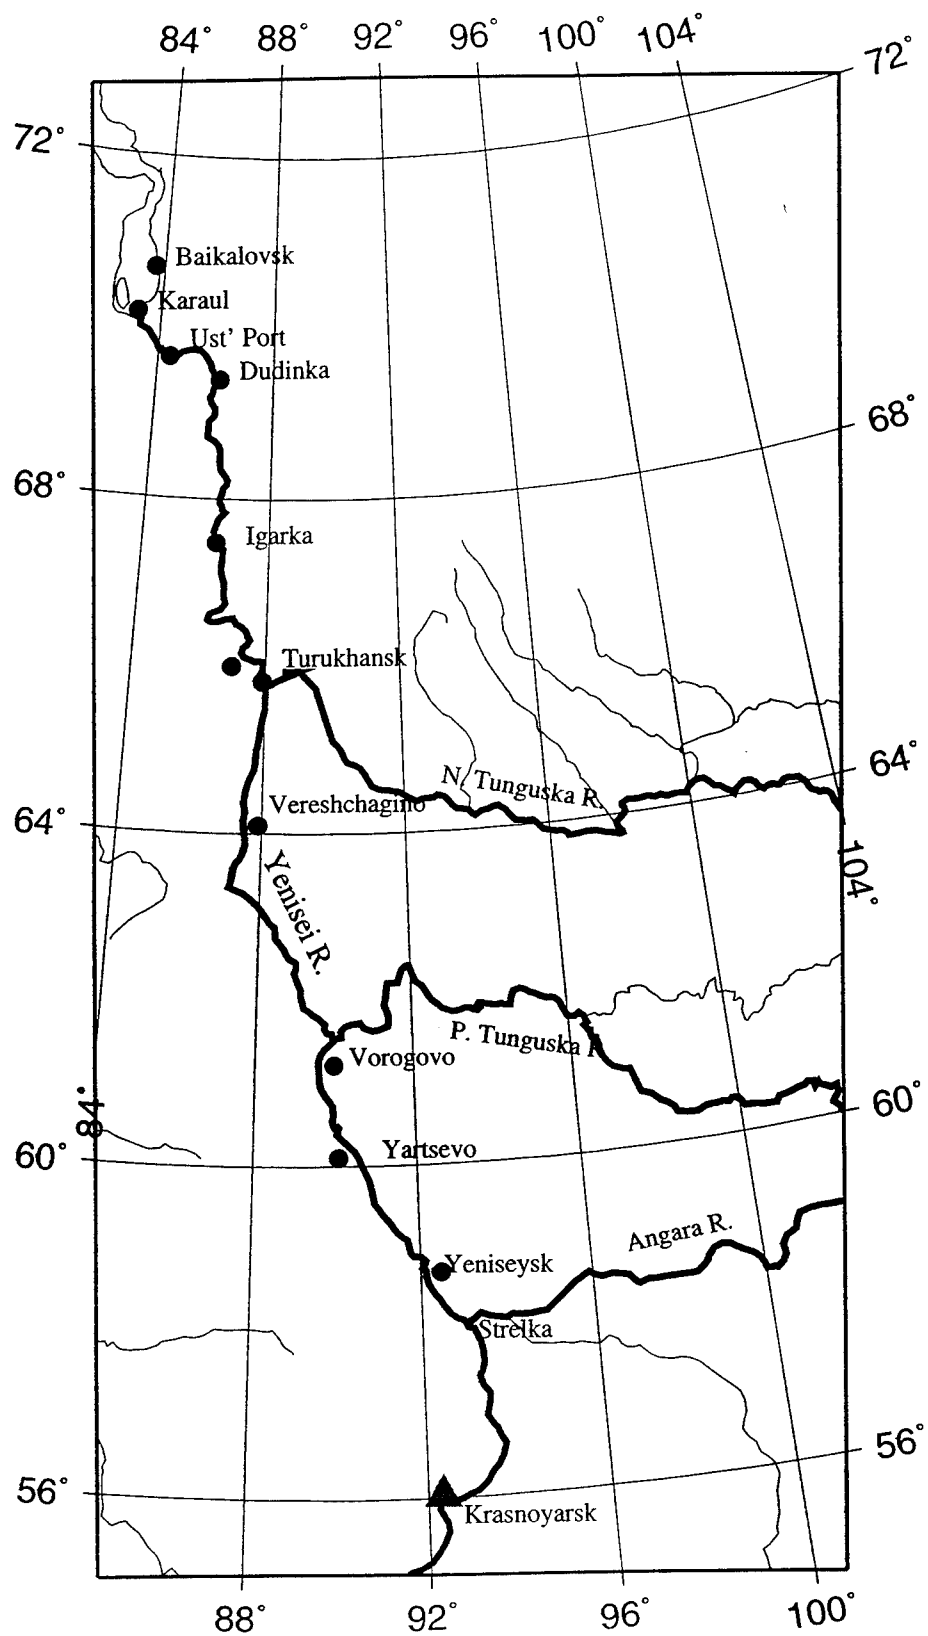 84° 88° 92° 96° 100° 104°
72°
72°
Baikalovsk
Karaul
Ust' Port
Dudinka
68°
68°
Igarka
Turukhansk
64°
N. Tunguska R.
Vereshchagino
64°
104°
Yenisei R.
P. Tunguska R
Vorogovo
84°
60°
Yartsevo
60°
Angara R.
Yeniseysk
Strelka
56°
56°
Krasnoyarsk
88° 92° 96° 100°